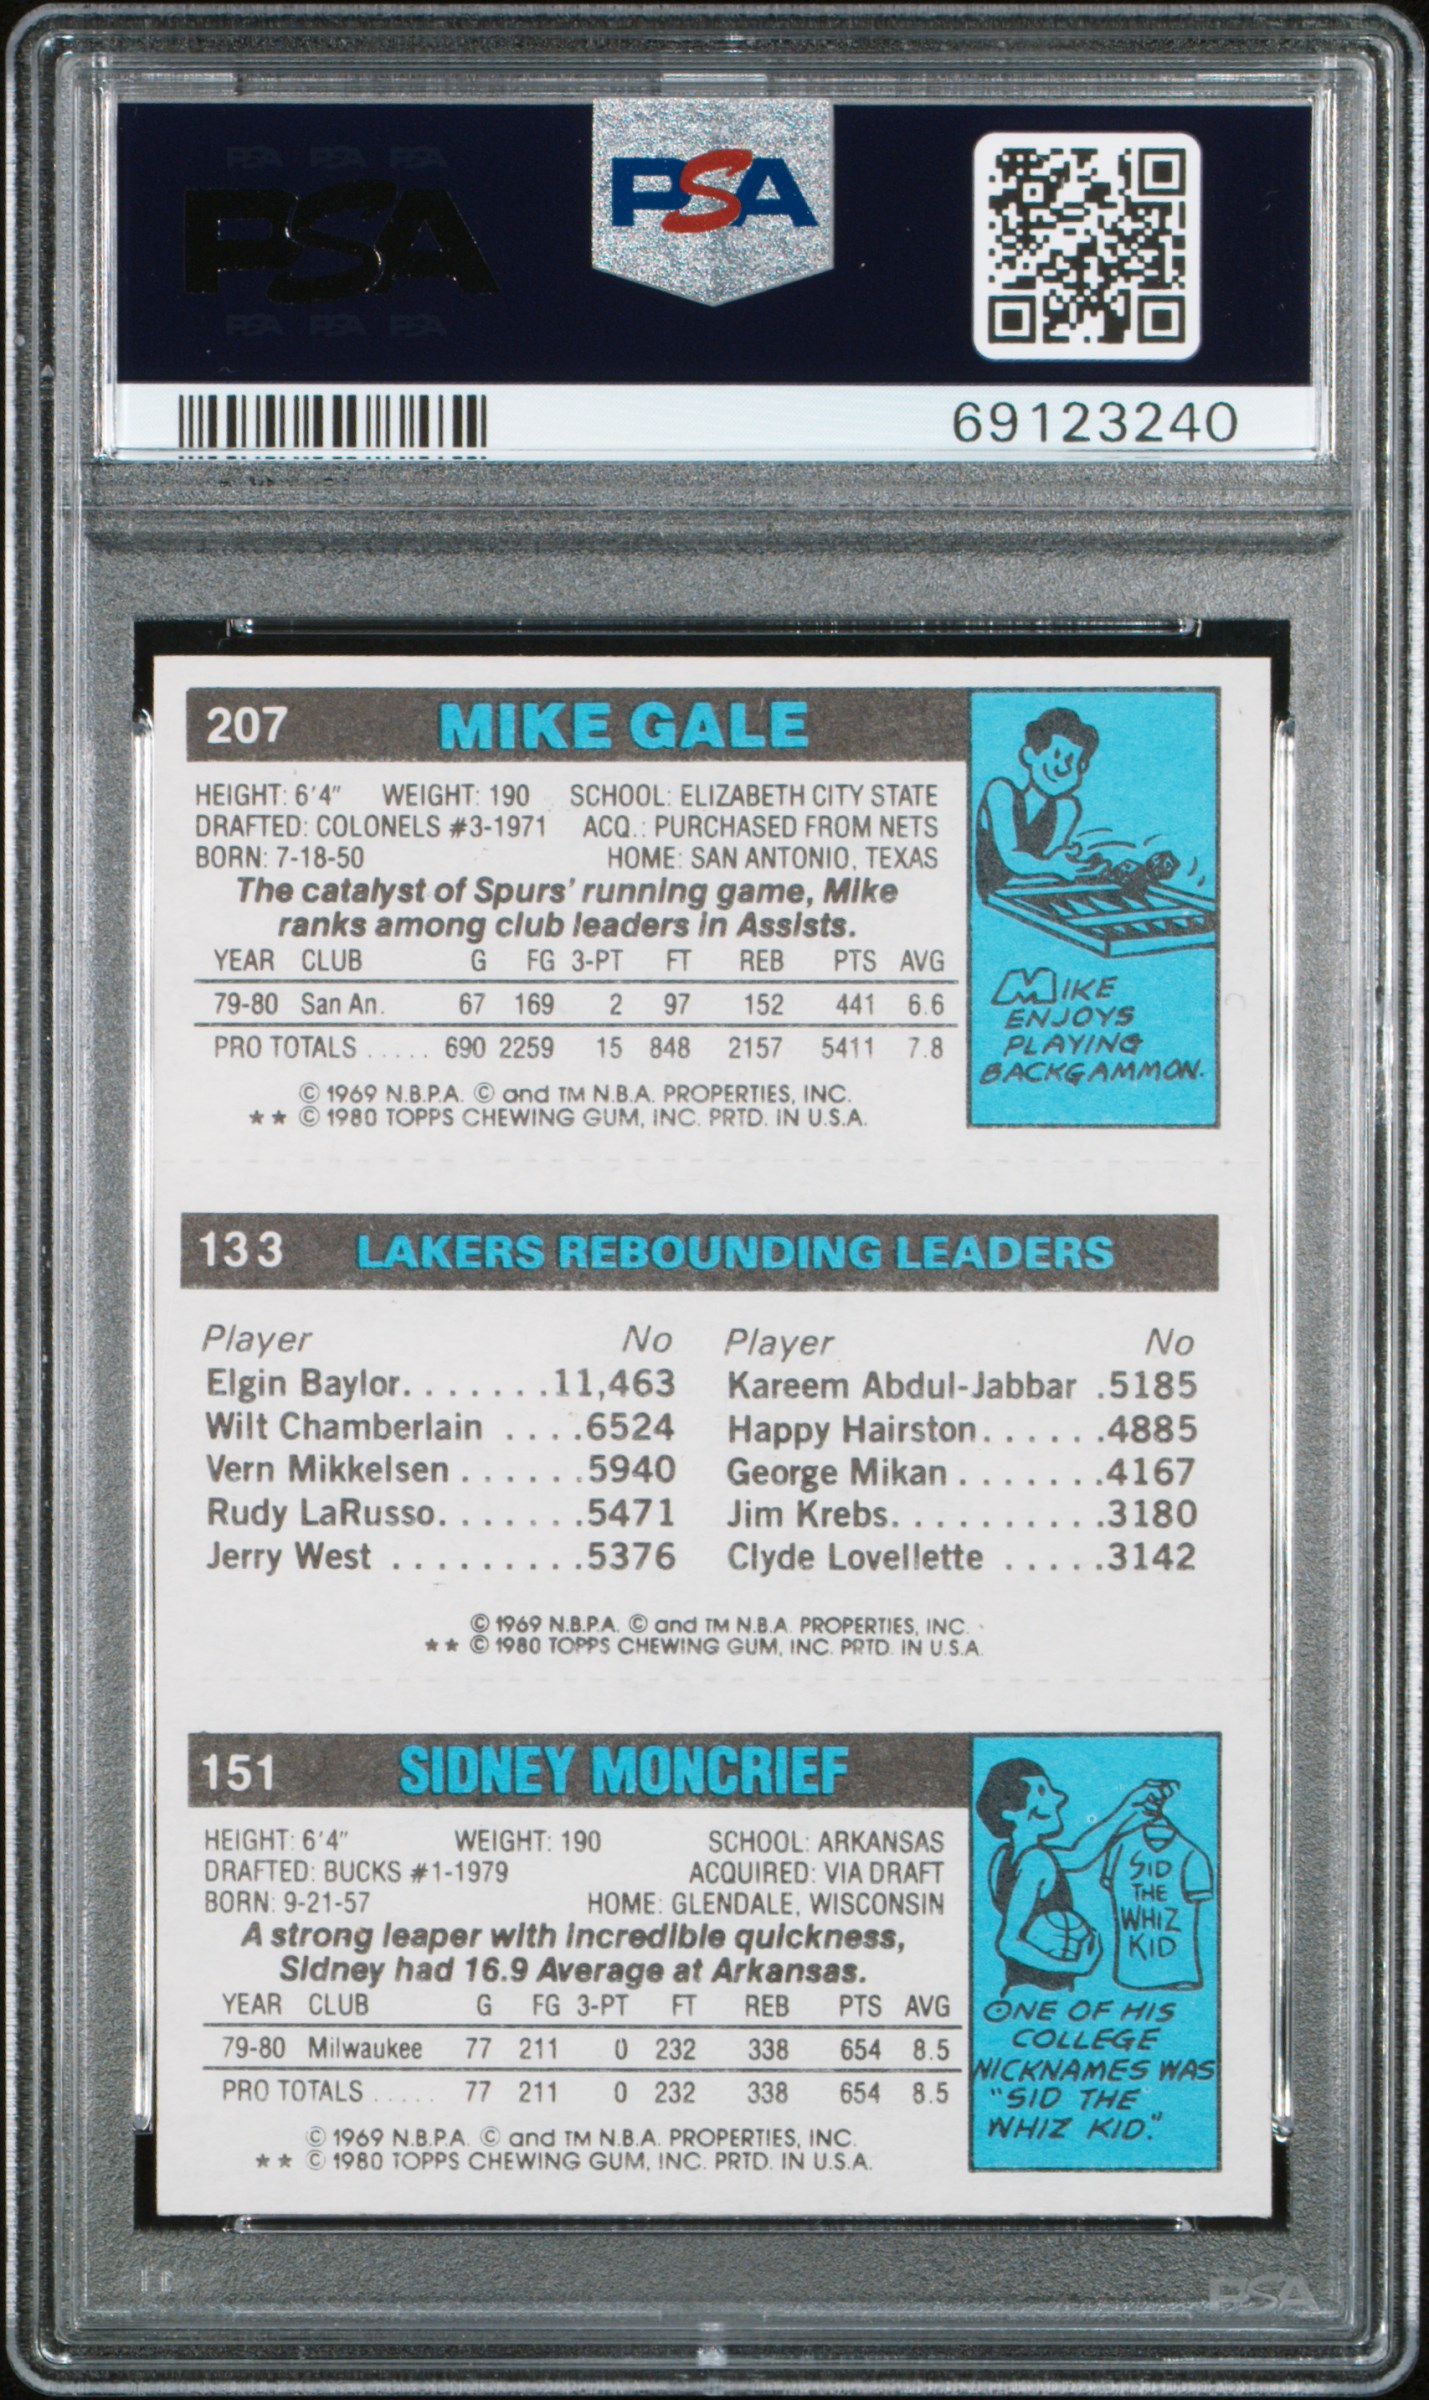 PSA PSA PSA
PSA
PSA PSA PSA
PSA
69123240
207 MIKE GALE
HEIGHT: 6'4" WEIGHT: 190 SCHOOL: ELIZABETH CITY STATE
DRAFTED: COLONELS #3-1971 ACQ.: PURCHASED FROM NETS
BORN: 7-18-50 HOME: SAN ANTONIO, TEXAS
The catalyst of Spurs' running game, Mike
ranks among club leaders in Assists.
YEAR CLUB G FG 3-PT FT REB PTS AVG
79-80 San An. 67 169 2 97 152 441 6.6
PRO TOTALS ..... 690 2259 15 848 2157 5411 7.8
© 1969 N.B.P.A. © and TM N.B.A. PROPERTIES, INC.
** © 1980 TOPPS CHEWING GUM, INC. PRTD. IN U.S.A.
MIKE
ENJOYS
PLAYING
BACKGAMMON.
133 LAKERS REBOUNDING LEADERS
Player No Player No
Elgin Baylor.......11,463 Kareem Abdul-Jabbar .5185
Wilt Chamberlain ....6524 Happy Hairston......4885
Vern Mikkelsen ......5940 George Mikan.......4167
Rudy LaRusso.......5471 Jim Krebs..........3180
Jerry West .........5376 Clyde Lovellette .....3142
© 1969 N.B.P.A. © and TM N.B.A. PROPERTIES, INC.
** © 1980 TOPPS CHEWING GUM, INC. PRTD. IN U.S.A.
151 SIDNEY MONCRIEF
HEIGHT: 6'4" WEIGHT: 190 SCHOOL: ARKANSAS
DRAFTED: BUCKS #1-1979 ACQUIRED: VIA DRAFT
BORN: 9-21-57 HOME: GLENDALE, WISCONSIN
A strong leaper with incredible quickness,
Sidney had 16.9 Average at Arkansas.
YEAR CLUB G FG 3-PT FT REB PTS AVG
79-80 Milwaukee 77 211 0 232 338 654 8.5
PRO TOTALS ..... 77 211 0 232 338 654 8.5
© 1969 N.B.P.A. © and TM N.B.A. PROPERTIES, INC.
** © 1980 TOPPS CHEWING GUM, INC. PRTD. IN U.S.A.
SID
THE
WHIZ
KID
ONE OF HIS
COLLEGE
NICKNAMES WAS
"SID THE
WHIZ KID."
PSA